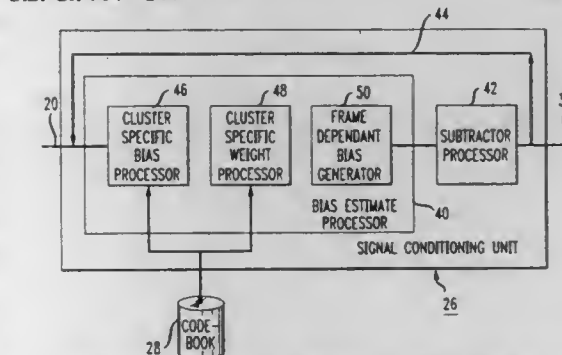 44
20
46
CLUSTER
SPECIFIC
BIAS
PROCESSOR
48
CLUSTER
SPECIFIC
WEIGHT
PROCESSOR
50
FRAME
DEPENDANT
BIAS
GENERATOR
42
SUBTRACTOR
PROCESSOR
BIAS ESTIMATE
PROCESSOR
40
SIGNAL CONDITIONING UNIT
26
28
CODE-
BOOK